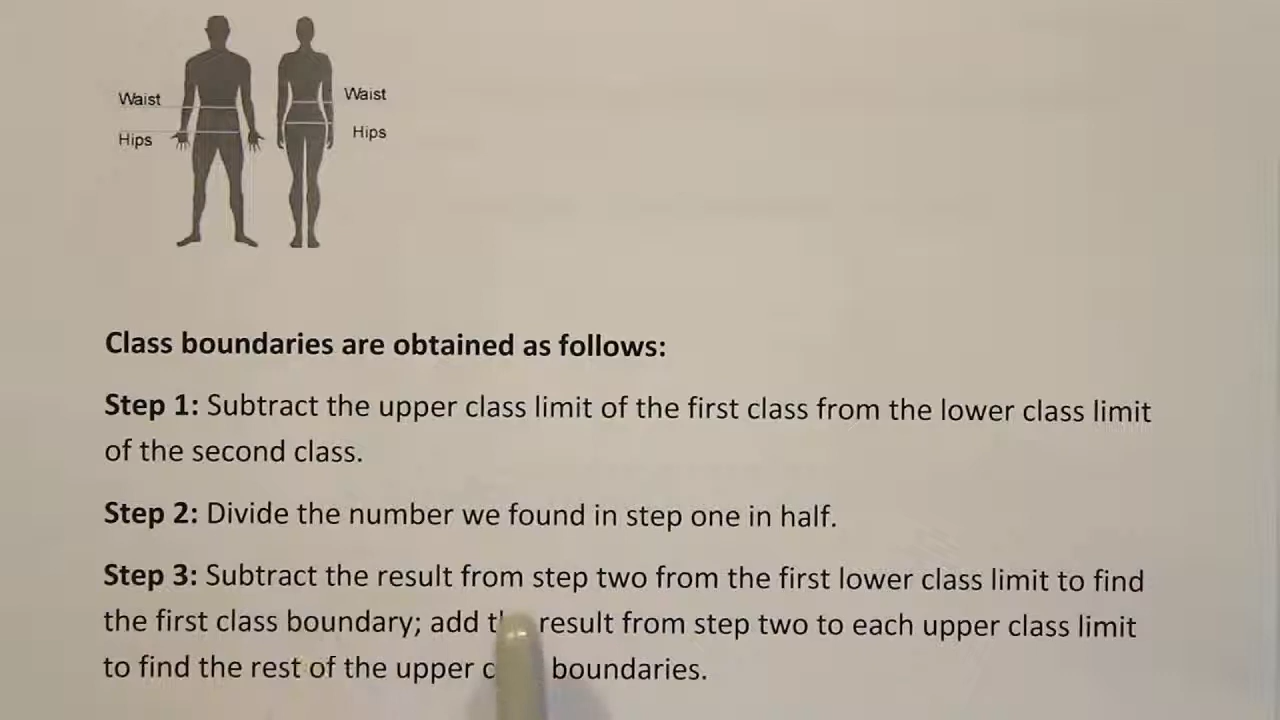 Waist
Hips
Waist
Hips
Class boundaries are obtained as follows:
Step 1: Subtract the upper class limit of the first class from the lower class limit
of the second class.
Step 2: Divide the number we found in step one in half.
Step 3: Subtract the result from step two from the first lower class limit to find
the first class boundary; add result from step two to each upper class limit
to find the rest of the upper boundaries.